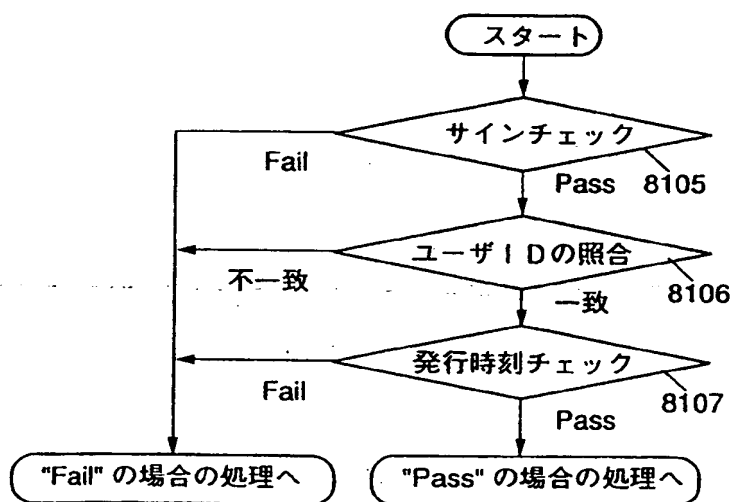 スタート
サインチェック
Fail
Pass
8105
ユーザIDの照合
不一致
一致
8106
発行時刻チェック
Fail
Pass
8107
"Fail" の場合の処理へ
"Pass" の場合の処理へ